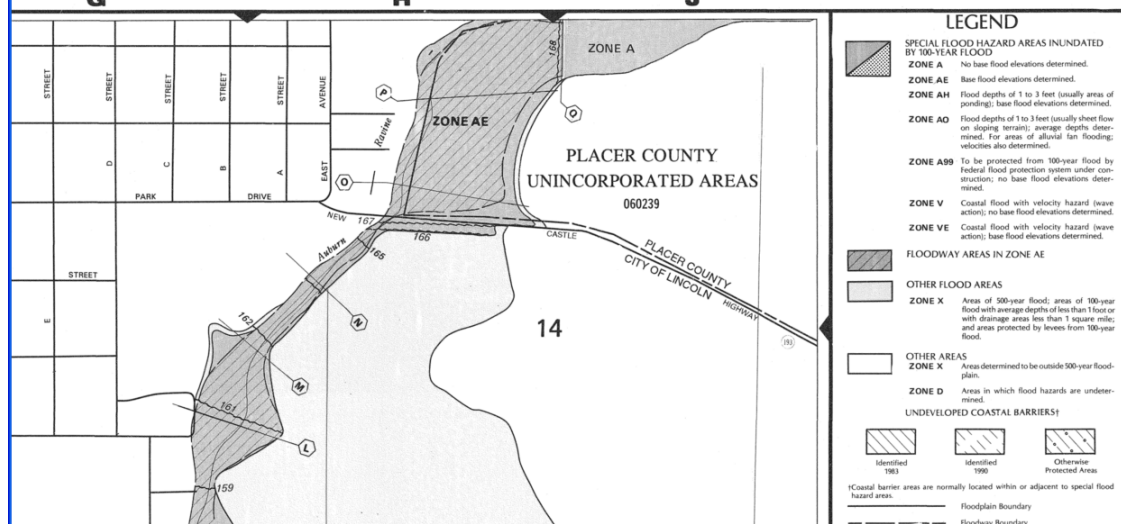 G H J
STREET
D
STREET
C
STREET
B
STREET
A
STREET
AVENUE
EAST
PARK DRIVE
STREET
E
Ravine
Auburn
P
Q
O
N
M
L
168
ZONE A
ZONE AE
PLACER COUNTY
UNINCORPORATED AREAS
060239
NEW
CASTLE
HIGHWAY
167
166
165
162
161
159
PLACER COUNTY
CITY OF LINCOLN
14
193
LEGEND
SPECIAL FLOOD HAZARD AREAS INUNDATED
BY 100-YEAR FLOOD
ZONE A No base flood elevations determined.
ZONE AE Base flood elevations determined.
ZONE AH Flood depths of 1 to 3 feet (usually areas of
ponding); base flood elevations determined.
ZONE AO Flood depths of 1 to 3 feet (usually sheet flow
on sloping terrain); average depths deter-
mined. For areas of alluvial fan flooding;
velocities also determined.
ZONE A99 To be protected from 100-year flood by
Federal flood protection system under con-
struction; no base flood elevations deter-
mined.
ZONE V Coastal flood with velocity hazard (wave
action); no base flood elevations determined.
ZONE VE Coastal flood with velocity hazard (wave
action); base flood elevations determined.
FLOODWAY AREAS IN ZONE AE
OTHER FLOOD AREAS
ZONE X Areas of 500-year flood; areas of 100-year
flood with average depths of less than 1 foot or
with drainage areas less than 1 square mile;
and areas protected by levees from 100-year
flood.
OTHER AREAS
ZONE X Areas determined to be outside 500-year flood-
plain.
ZONE D Areas in which flood hazards are undeter-
mined.
UNDEVELOPED COASTAL BARRIERS†
Identified
1983
Identified
1990
Otherwise
Protected Areas
†Coastal barrier areas are normally located within or adjacent to special flood
hazard areas.
Floodplain Boundary
Floodway Boundary